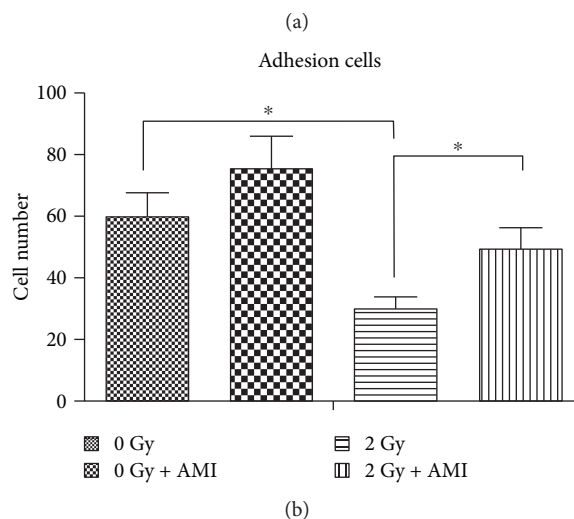 (a)
Adhesion cells
100
80
60
40
20
0
Cell number
*
*
0 Gy
2 Gy
0 Gy + AMI
2 Gy + AMI
(b)